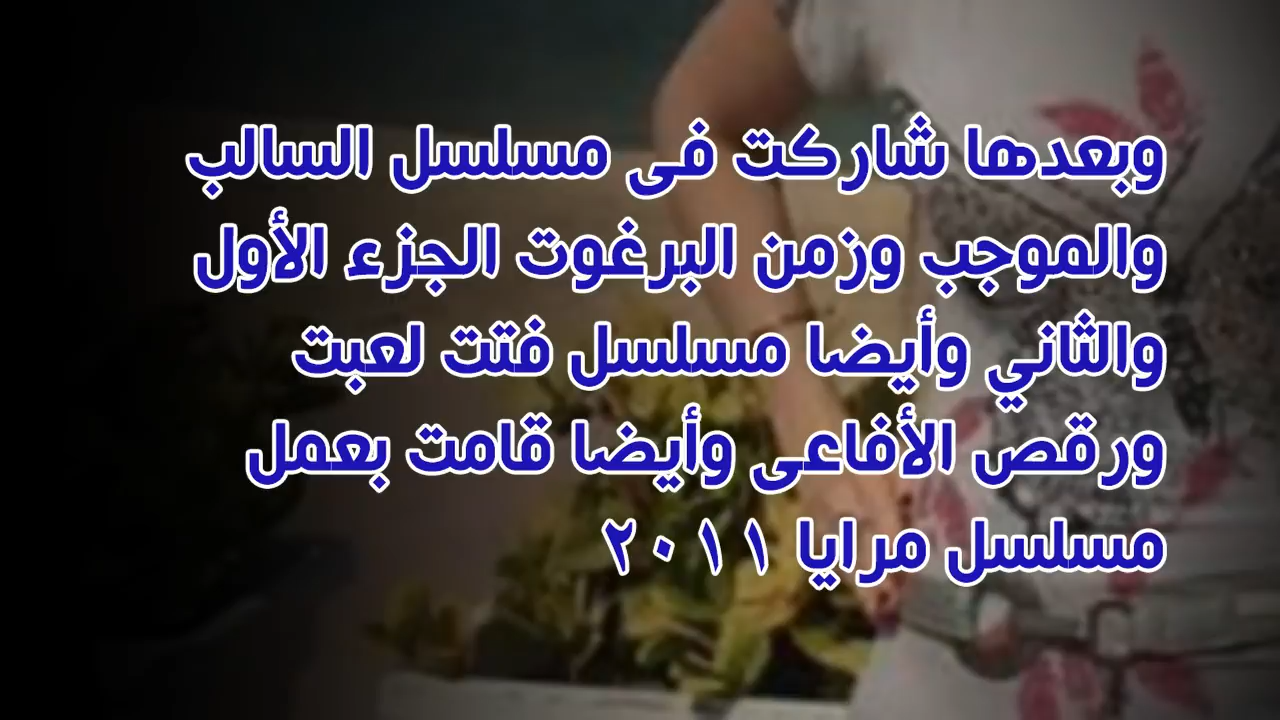 وبعدها شاركت فى مسلسل السالب
والموجب وزمن البرغوت الجزء الأول
والثاني وأيضا مسلسل فتت لعبت
ورقص الأفاعى وأيضا قامت بعمل
مسلسل مرايا ٢٠١١